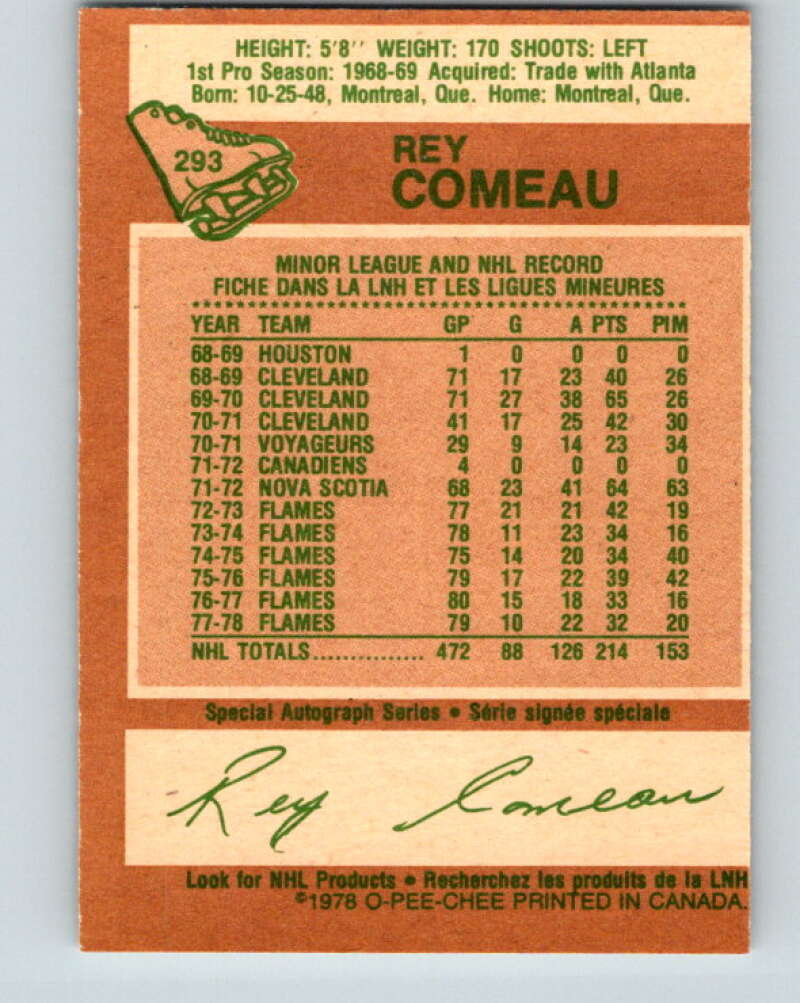 HEIGHT: 5'8'' WEIGHT: 170 SHOOTS: LEFT
1st Pro Season: 1968-69 Acquired: Trade with Atlanta
Born: 10-25-48, Montreal, Que. Home: Montreal, Que.
293
REY
COMEAU
MINOR LEAGUE AND NHL RECORD
FICHE DANS LA LNH ET LES LIGUES MINEURES
YEAR TEAM GP G A PTS PIM
68-69 HOUSTON 1 0 0 0 0
68-69 CLEVELAND 71 17 23 40 26
69-70 CLEVELAND 71 27 38 65 26
70-71 CLEVELAND 41 17 25 42 30
70-71 VOYAGEURS 29 9 14 23 34
71-72 CANADIENS 4 0 0 0 0
71-72 NOVA SCOTIA 68 23 41 64 63
72-73 FLAMES 77 21 21 42 19
73-74 FLAMES 78 11 23 34 16
74-75 FLAMES 75 14 20 34 40
75-76 FLAMES 79 17 22 39 42
76-77 FLAMES 80 15 18 33 16
77-78 FLAMES 79 10 22 32 20
NHL TOTALS............... 472 88 126 214 153
Special Autograph Series • Série signée spéciale
Rey Comeau
Look for NHL Products • Recherchez les produits de la LNH
©1978 O-PEE-CHEE PRINTED IN CANADA.